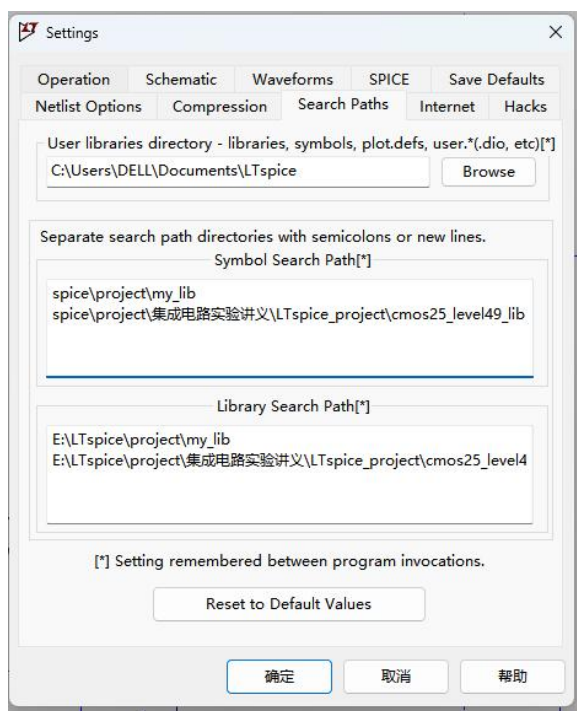 Settings
Operation Schematic Waveforms SPICE Save Defaults
Netlist Options Compression Search Paths Internet Hacks
User libraries directory - libraries, symbols, plot.defs, user.*(.dio, etc)[*]
C:\Users\DELL\Documents\LTspice Browse
Separate search path directories with semicolons or new lines.
Symbol Search Path[*]
spice\project\my_lib
spice\project\集成电路实验讲义\LTspice_project\cmos25_level49_lib
Library Search Path[*]
E:\LTspice\project\my_lib
E:\LTspice\project\集成电路实验讲义\LTspice_project\cmos25_level4
[*] Setting remembered between program invocations.
Reset to Default Values
确定 取消 帮助